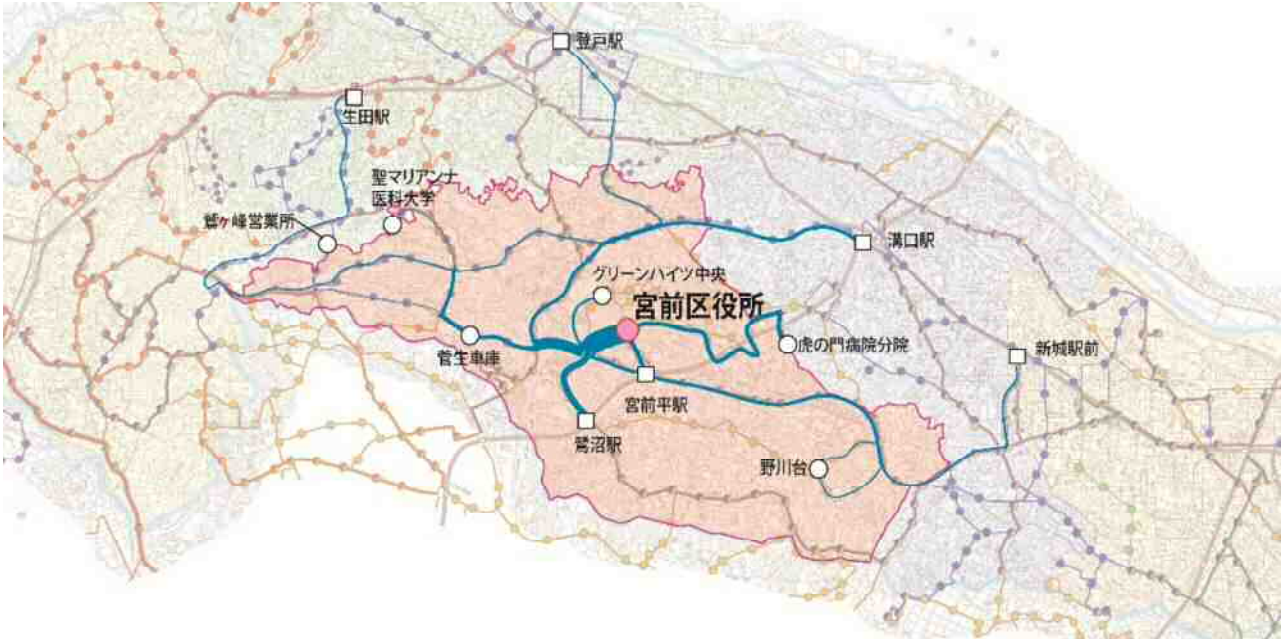 登戸駅
生田駅
聖マリアンナ
医科大学
鷲ヶ峰営業所
溝口駅
グリーンハイツ中央
宮前区役所
菅生車庫
虎の門病院分院
新城駅前
宮前平駅
鷺沼駅
野川台